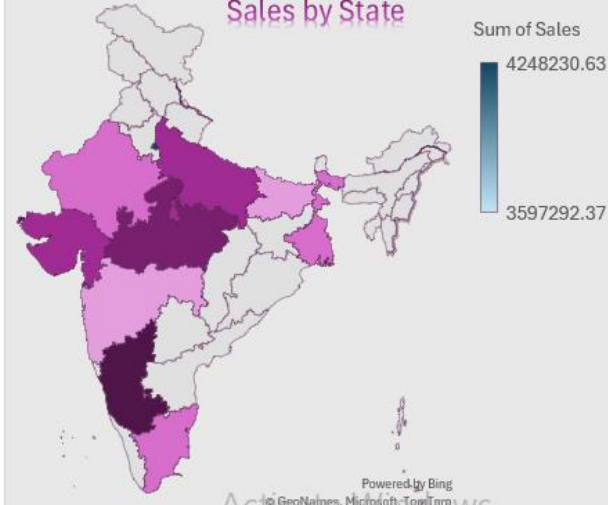 Sales by State
Sum of Sales
4248230.63
3597292.37
Powered by Bing
© GeoNames, Microsoft, TomTom